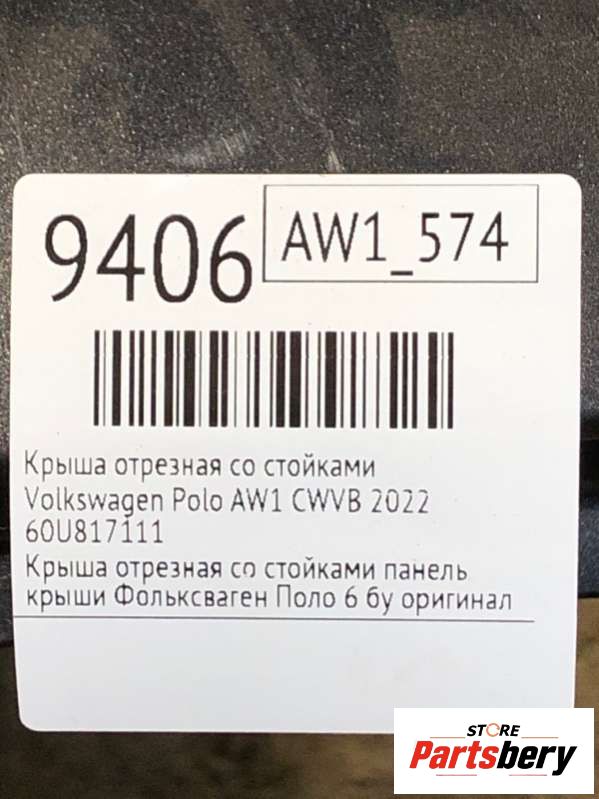 9406
AW1_574
Крыша отрезная со стойками
Volkswagen Polo AW1 CWVB 2022
60U817111
Крыша отрезная со стойками панель
крыши Фольксваген Поло 6 бу оригинал
STORE
Partsbery